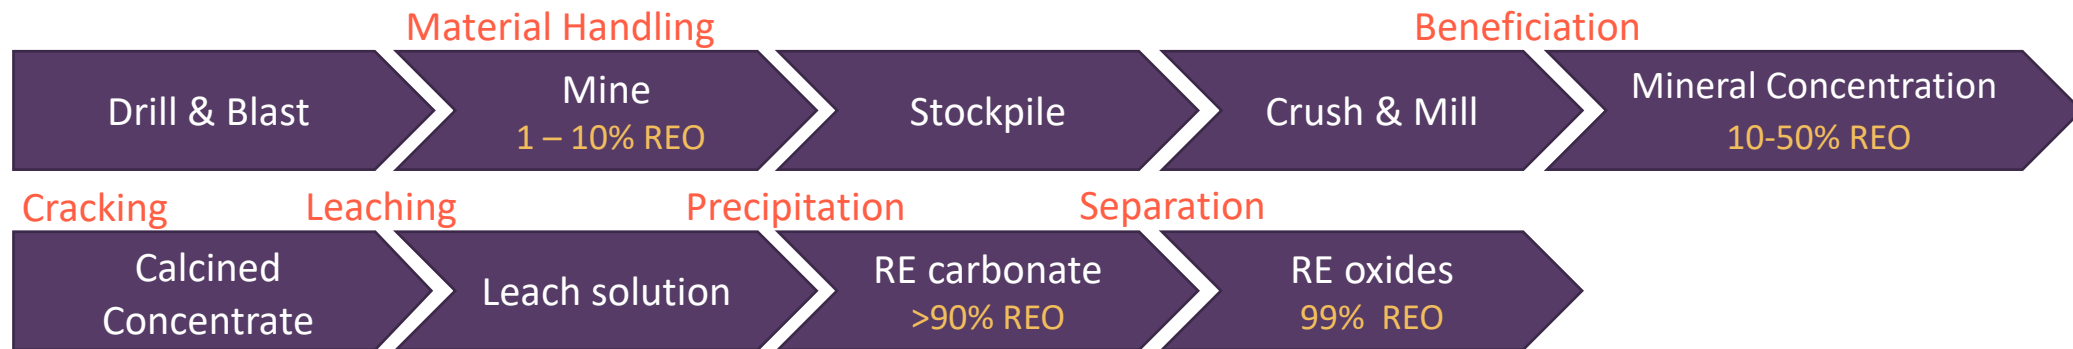 Material Handling
Beneficiation
Drill & Blast
Mine
1 – 10% REO
Stockpile
Crush & Mill
Mineral Concentration
10-50% REO
Cracking
Leaching
Precipitation
Separation
Calcined
Concentrate
Leach solution
RE carbonate
>90% REO
RE oxides
99% REO